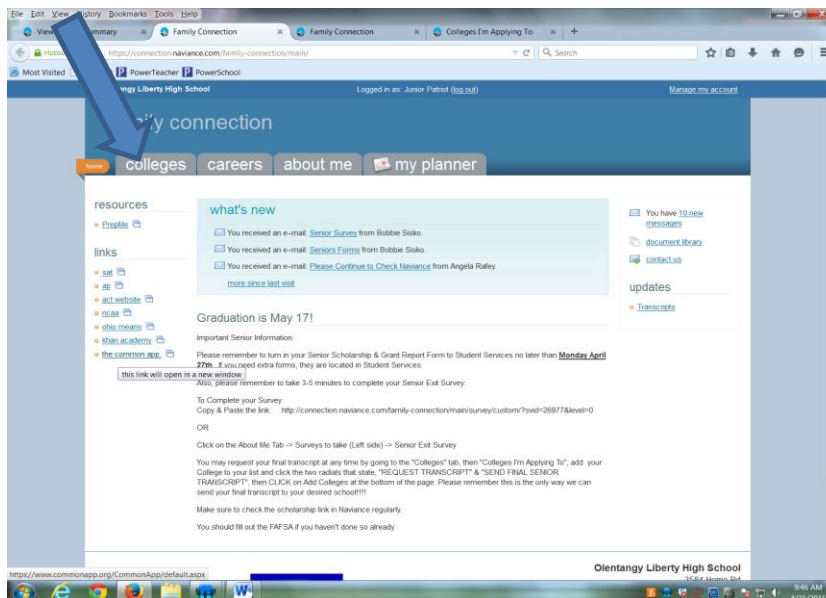 File Edit View History Bookmarks Tools Help
Family Connection × Family Connection × Colleges I'm Applying To × +
https://connection.naviance.com/family-connection/main/ Search
Most Visited PowerTeacher PowerSchool
Liberty High School Logged in as: Junior Patriot (log out) Manage my account
connection
home colleges careers about me my planner
resources
PrepMe
links
sat
ap
act website
ncaa
ohio means
khan academy
the common app.
this link will open in a new window
what's new
You received an e-mail: Senior Survey from Bobbie Sisko.
You received an e-mail: Seniors Forms from Bobbie Sisko.
You received an e-mail: Please Continue to Check Naviance from Angela Rafey.
more since last visit
Graduation is May 17!
Important Senior Information:
Please remember to turn in your Senior Scholarship & Grant Report Form to Student Services no later than Monday April
27th. If you need extra forms, they are located in Student Services.
Also, please remember to take 3-5 minutes to complete your Senior Exit Survey:
To Complete your Survey:
Copy & Paste the link: http://connection.naviance.com/family-connection/main/survey/custom/?svid=26977&level=0
OR
Click on the About Me Tab -> Surveys to take (Left side) -> Senior Exit Survey
You may request your final transcript at any time by going to the "Colleges" tab, then "Colleges I'm Applying To", add your
College to your list and click the two radials that state, "REQUEST TRANSCRIPT" & "SEND FINAL SENIOR
TRANSCRIPT", then CLICK on Add Colleges at the bottom of the page. Please remember this is the only way we can
send your final transcript to your desired school!!!!!
Make sure to check the scholarship link in Naviance regularly.
You should fill out the FAFSA if you haven't done so already.
You have 10 new
messages
document library
contact us
updates
Transcripts
Olentangy Liberty High School
3584 Home Rd
https://www.commonapp.org/CommonApp/default.aspx
9:46 AM